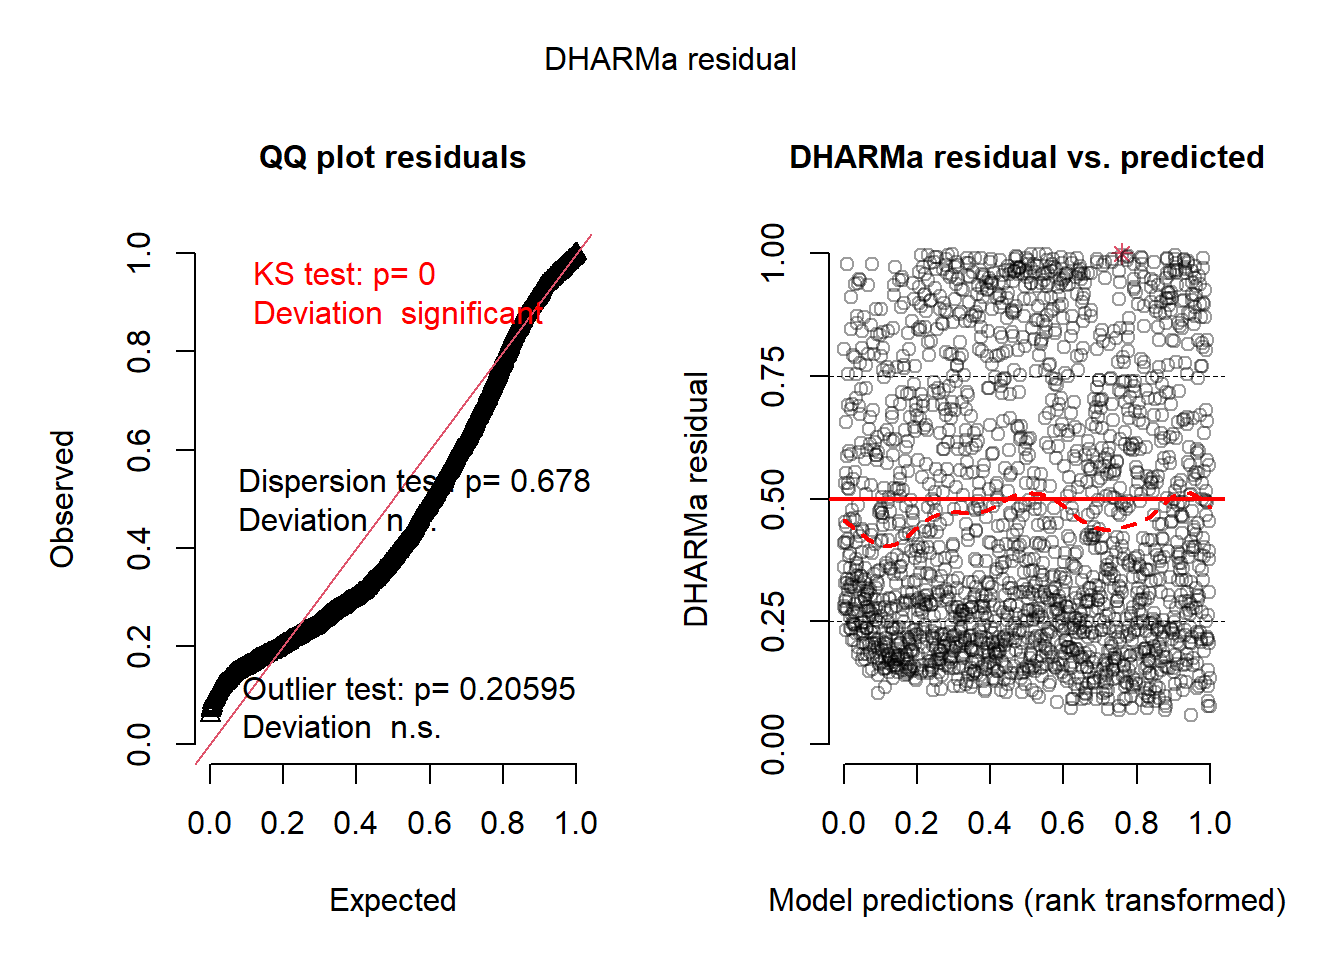 DHARMa residual
QQ plot residuals
KS test: p= 0
Deviation  significant
Dispersion test: p= 0.678
Deviation  n.s.
Outlier test: p= 0.20595
Deviation  n.s.
Observed
0.0 0.2 0.4 0.6 0.8 1.0
0.0 0.2 0.4 0.6 0.8 1.0
Expected
DHARMa residual vs. predicted
DHARMa residual
0.00 0.25 0.50 0.75 1.00
0.0 0.2 0.4 0.6 0.8 1.0
Model predictions (rank transformed)